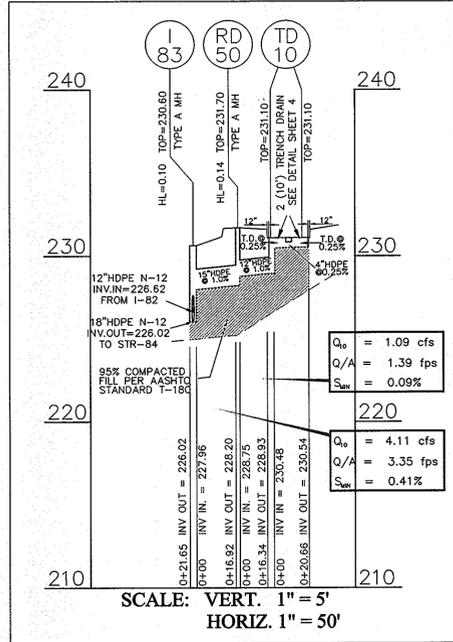 I
83
RD
50
TD
10
240
240
HL=0.10 TOP=230.60
TYPE A MH
HL=0.14 TOP=231.70
TYPE A MH
TOP=231.10
2 (10') TRENCH DRAIN
SEE DETAIL SHEET 4
TOP=231.10
12"
12"
230
230
T.D.@
0.25%
T.D.@
0.25%
15"HDPE
@ 1.0%
12"HDPE
@ 1.0%
4"HDPE
@0.25%
12"HDPE N-12
INV.IN=226.62
FROM I-82
18"HDPE N-12
INV.OUT=226.02
TO STR-84
95% COMPACTED
FILL PER AASHTO
STANDARD T-180
Q10 = 1.09 cfs
Q/A = 1.39 fps
SMIN = 0.09%
220
220
Q10 = 4.11 cfs
Q/A = 3.35 fps
SMIN = 0.41%
0+21.65 INV OUT = 226.02
0+00 INV IN. = 227.96
0+16.92 INV OUT = 228.20
0+00 INV IN. = 228.75
0+16.34 INV OUT = 228.93
0+00 INV IN = 230.48
0+20.66 INV OUT = 230.54
210
210
SCALE: VERT. 1" = 5'
HORIZ. 1" = 50'